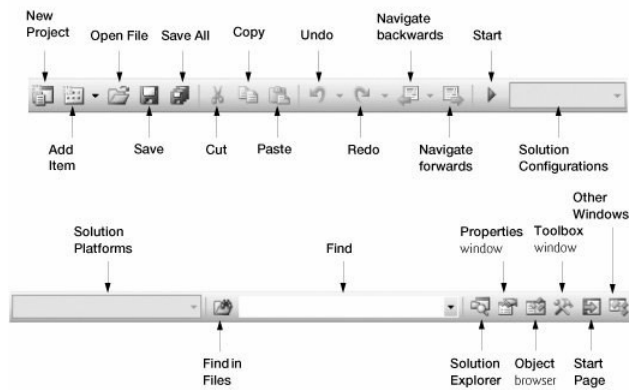 New
Project
Open File
Save All
Copy
Undo
Navigate
backwards
Start
Add
Item
Save
Cut
Paste
Redo
Navigate
forwards
Solution
Configurations
Solution
Platforms
Find
Properties
window
Toolbox
window
Other
Windows
Find in
Files
Solution
Explorer
Object
browser
Start
Page